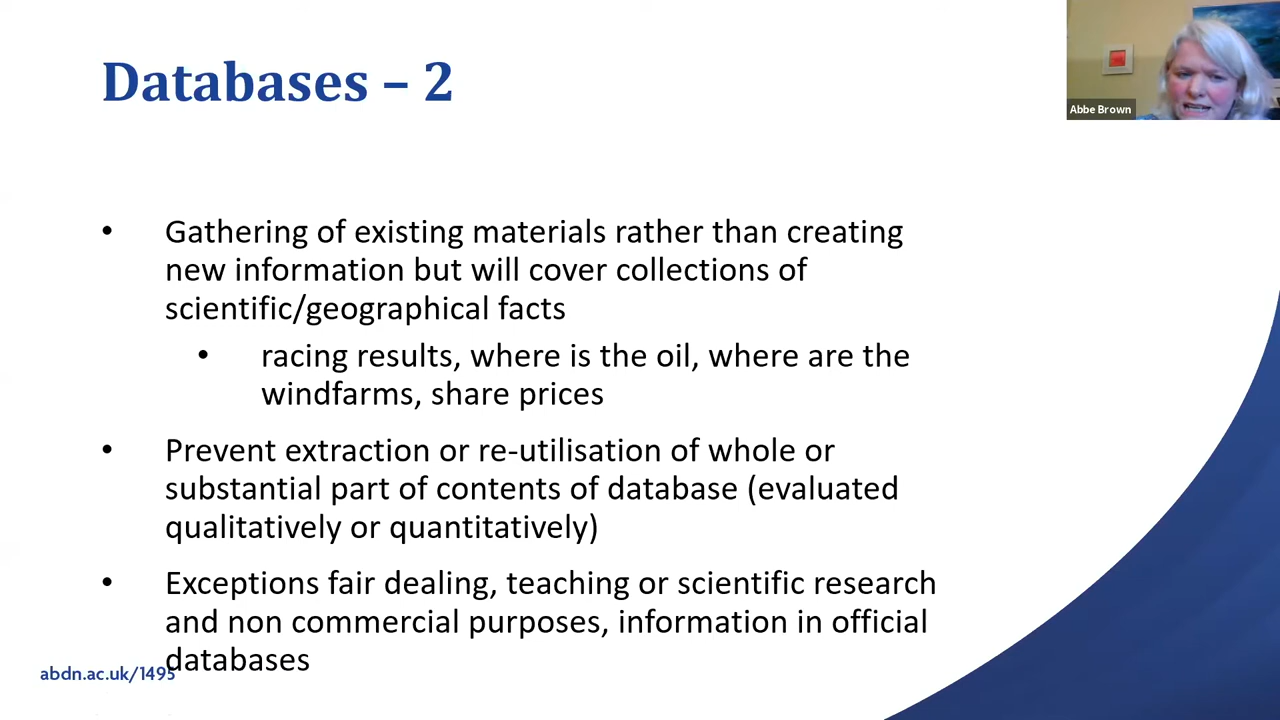 Databases – 2
Abbe Brown
• Gathering of existing materials rather than creating
new information but will cover collections of
scientific/geographical facts
• racing results, where is the oil, where are the
windfarms, share prices
• Prevent extraction or re-utilisation of whole or
substantial part of contents of database (evaluated
qualitatively or quantitatively)
• Exceptions fair dealing, teaching or scientific research
and non commercial purposes, information in official
databases
abdn.ac.uk/1495